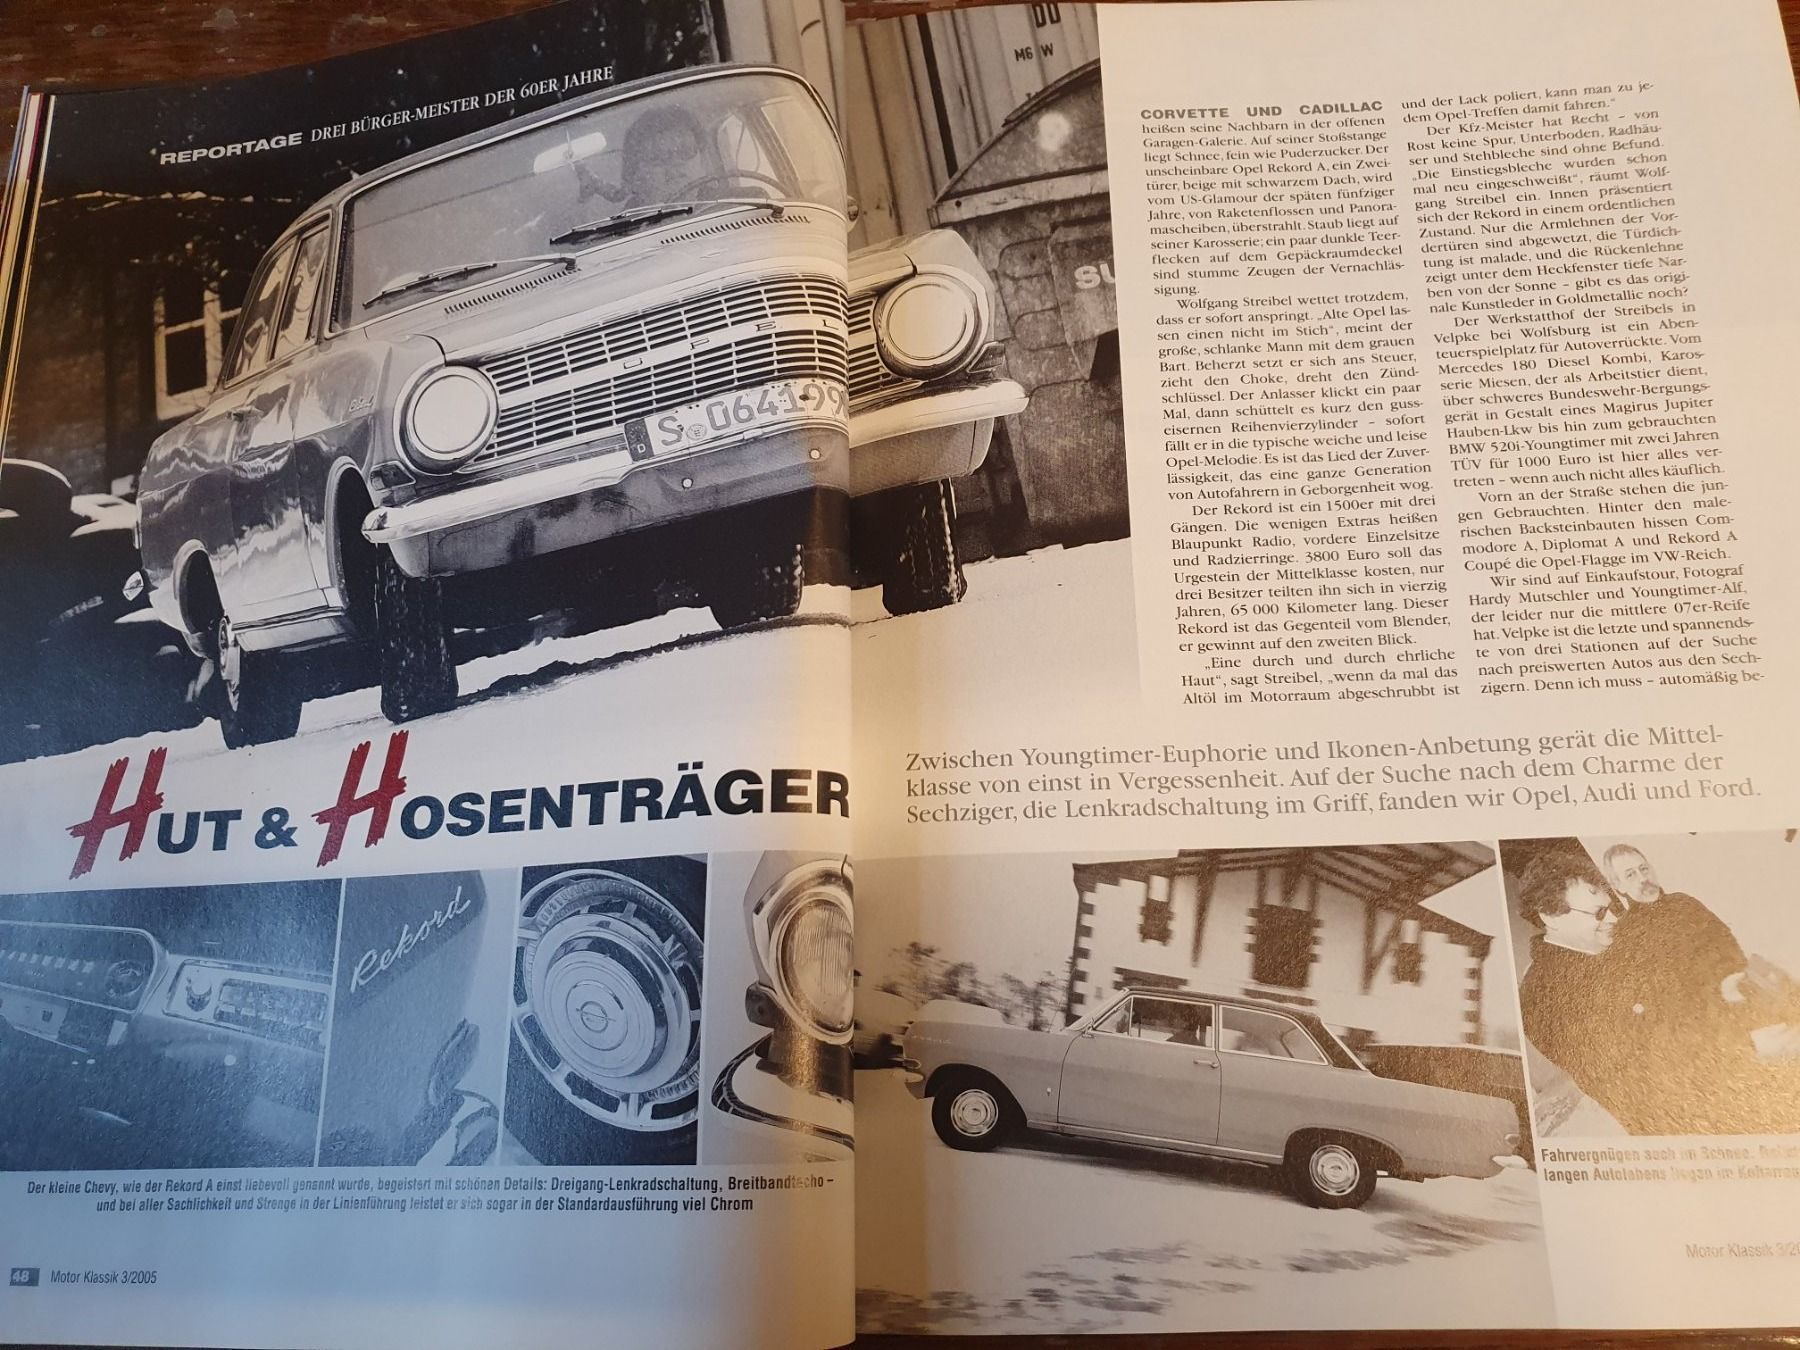 REPORTAGE DREI BÜRGER-MEISTER DER 60ER JAHRE
OPEL
S 06419
HUT & HOSENTRÄGER
Rekord
Der kleine Chevy, wie der Rekord A einst liebevoll genannt wurde, begeistert mit schönen Details: Dreigang-Lenkradschaltung, Breitbandtacho –
und bei aller Sachlichkeit und Strenge in der Linienführung leistet er sich sogar in der Standardausführung viel Chrom
48 Motor Klassik 3/2005
M6 W
CORVETTE UND CADILLAC
heißen seine Nachbarn in der offenen
Garagen-Galerie. Auf seiner Stoßstange
liegt Schnee, fein wie Puderzucker. Der
unscheinbare Opel Rekord A, ein Zwei-
türer, beige mit schwarzem Dach, wird
vom US-Glamour der späten fünfziger
Jahre, von Raketenflossen und Panora-
mascheiben, überstrahlt. Staub liegt auf
seiner Karosserie; ein paar dunkle Teer-
flecken auf dem Gepäckraumdeckel
sind stumme Zeugen der Vernachläs-
sigung.
Wolfgang Streibel wettet trotzdem,
dass er sofort anspringt. „Alte Opel las-
sen einen nicht im Stich“, meint der
große, schlanke Mann mit dem grauen
Bart. Beherzt setzt er sich ans Steuer,
zieht den Choke, dreht den Zünd-
schlüssel. Der Anlasser klickt ein paar
Mal, dann schüttelt es kurz den guss-
eisernen Reihenvierzylinder – sofort
fällt er in die typische weiche und leise
Opel-Melodie. Es ist das Lied der Zuver-
lässigkeit, das eine ganze Generation
von Autofahrern in Geborgenheit wog.
Der Rekord ist ein 1500er mit drei
Gängen. Die wenigen Extras heißen
Blaupunkt Radio, vordere Einzelsitze
und Radzierringe. 3800 Euro soll das
Urgestein der Mittelklasse kosten, nur
drei Besitzer teilten ihn sich in vierzig
Jahren, 65 000 Kilometer lang. Dieser
Rekord ist das Gegenteil vom Blender,
er gewinnt auf den zweiten Blick.
„Eine durch und durch ehrliche
Haut“, sagt Streibel, „wenn da mal das
Altöl im Motorraum abgeschrubbt ist
und der Lack poliert, kann man zu je-
dem Opel-Treffen damit fahren.“
Der Kfz-Meister hat Recht – von
Rost keine Spur, Unterboden, Radhäu-
ser und Stehbleche sind ohne Befund.
„Die Einstiegsbleche wurden schon
mal neu eingeschweißt“, räumt Wolf-
gang Streibel ein. Innen präsentiert
sich der Rekord in einem ordentlichen
Zustand. Nur die Armlehnen der Vor-
dertüren sind abgewetzt, die Türdich-
tung ist malade, und die Rückenlehne
zeigt unter dem Heckfenster tiefe Nar-
ben von der Sonne – gibt es das origi-
nale Kunstleder in Goldmetallic noch?
Der Werkstatthof der Streibels in
Velpke bei Wolfsburg ist ein Aben-
teuerspielplatz für Autoverrückte. Vom
Mercedes 180 Diesel Kombi, Karos-
serie Miesen, der als Arbeitstier dient,
über schweres Bundeswehr-Bergungs-
gerät in Gestalt eines Magirus Jupiter
Hauben-Lkw bis hin zum gebrauchten
BMW 520i-Youngtimer mit zwei Jahren
TÜV für 1000 Euro ist hier alles ver-
treten – wenn auch nicht alles käuflich.
Vorn an der Straße stehen die jun-
gen Gebrauchten. Hinter den male-
rischen Backsteinbauten hissen Com-
modore A, Diplomat A und Rekord A
Coupé die Opel-Flagge im VW-Reich.
Wir sind auf Einkaufstour, Fotograf
Hardy Mutschler und Youngtimer-Alf,
der leider nur die mittlere 07er-Reife
hat. Velpke ist die letzte und spannends-
te von drei Stationen auf der Suche
nach preiswerten Autos aus den Sech-
zigern. Denn ich muss – automäßig be-
Zwischen Youngtimer-Euphorie und Ikonen-Anbetung gerät die Mittel-
klasse von einst in Vergessenheit. Auf der Suche nach dem Charme der
Sechziger, die Lenkradschaltung im Griff, fanden wir Opel, Audi und Ford.
Fahrvergnügen auch im Schnee.
langen Autolebens liegen im
Motor Klassik 3/20